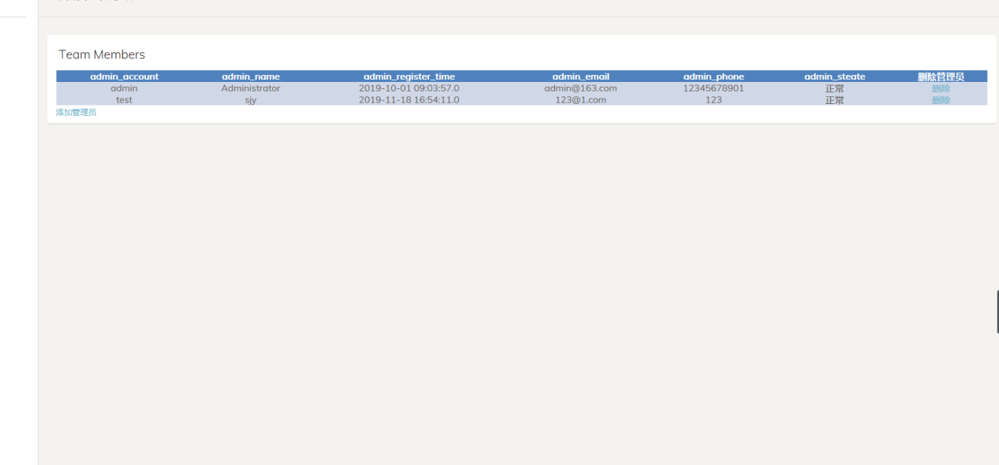 Team Members
admin_account admin_name admin_register_time admin_email admin_phone admin_steate 删除管理员
admin Administrator 2019-10-01 09:03:57.0 admin@163.com 12345678901 正常 删除
test sjy 2019-11-18 16:54:11.0 123@1.com 123 正常 删除
添加管理员